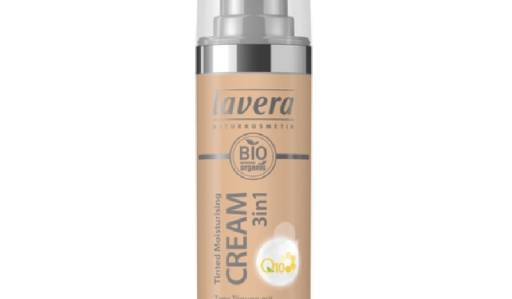 lavera
NATURKOSMETIK
BIO
organic
Tinted Moisturising
CREAM
3in1
Q10